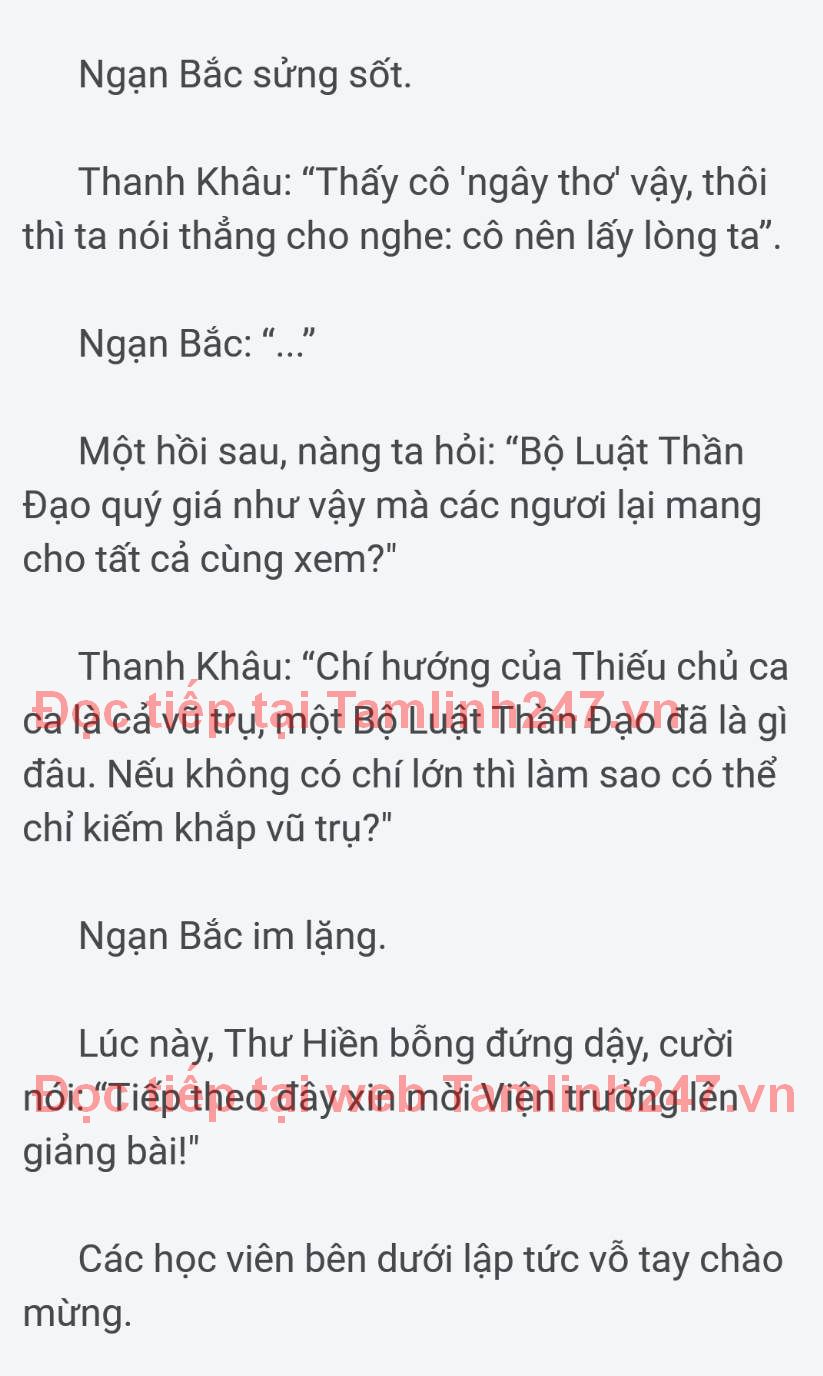 Ngạn Bắc sửng sốt.
Thanh Khâu: “Thấy cô 'ngây thơ' vậy, thôi
thì ta nói thẳng cho nghe: cô nên lấy lòng ta”.
Ngạn Bắc: “...”
Một hồi sau, nàng ta hỏi: “Bộ Luật Thần
Đạo quý giá như vậy mà các ngươi lại mang
cho tất cả cùng xem?"
Thanh Khâu: “Chí hướng của Thiếu chủ ca
Đọc tiếp tại Tamlinh247.vn
ca là cả vũ trụ, một Bộ Luật Thần Đạo đã là gì
đâu. Nếu không có chí lớn thì làm sao có thể
chỉ kiếm khắp vũ trụ?"
Ngạn Bắc im lặng.
Lúc này, Thư Hiền bỗng đứng dậy, cười
Đọc tiếp tại web Tamlinh247.vn
nói: “Tiếp theo đây xin mời Viện trưởng lên
giảng bài!"
Các học viên bên dưới lập tức vỗ tay chào
mừng.